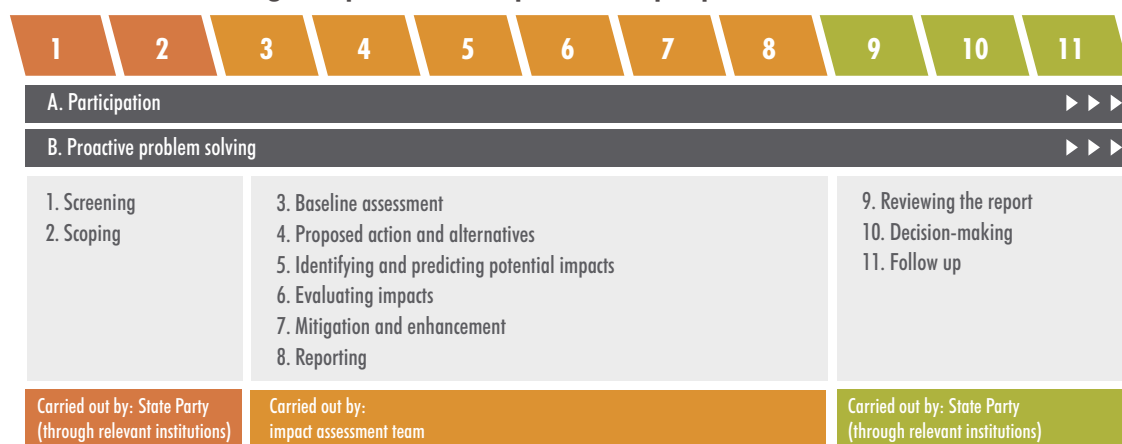 1 2 3 4 5 6 7 8 9 10 11
A. Participation
B. Proactive problem solving
1. Screening
2. Scoping
3. Baseline assessment
4. Proposed action and alternatives
5. Identifying and predicting potential impacts
6. Evaluating impacts
7. Mitigation and enhancement
8. Reporting
9. Reviewing the report
10. Decision-making
11. Follow up
Carried out by: State Party
(through relevant institutions)
Carried out by:
impact assessment team
Carried out by: State Party
(through relevant institutions)